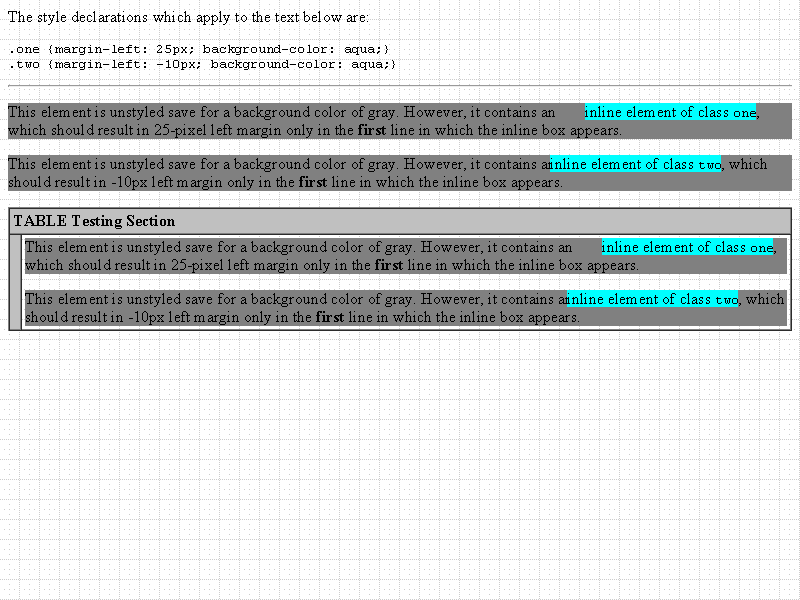 The style declarations which apply to the text below are:
.one {margin-left: 25px; background-color: aqua;}
.two {margin-left: -10px; background-color: aqua;}
This element is unstyled save for a background color of gray. However, it contains an inline element of class one,
which should result in 25-pixel left margin only in the first line in which the inline box appears.
This element is unstyled save for a background color of gray. However, it contains an inline element of class two, which
should result in -10px left margin only in the first line in which the inline box appears.
TABLE Testing Section
This element is unstyled save for a background color of gray. However, it contains an inline element of class one,
which should result in 25-pixel left margin only in the first line in which the inline box appears.
This element is unstyled save for a background color of gray. However, it contains an inline element of class two, which
should result in -10px left margin only in the first line in which the inline box appears.